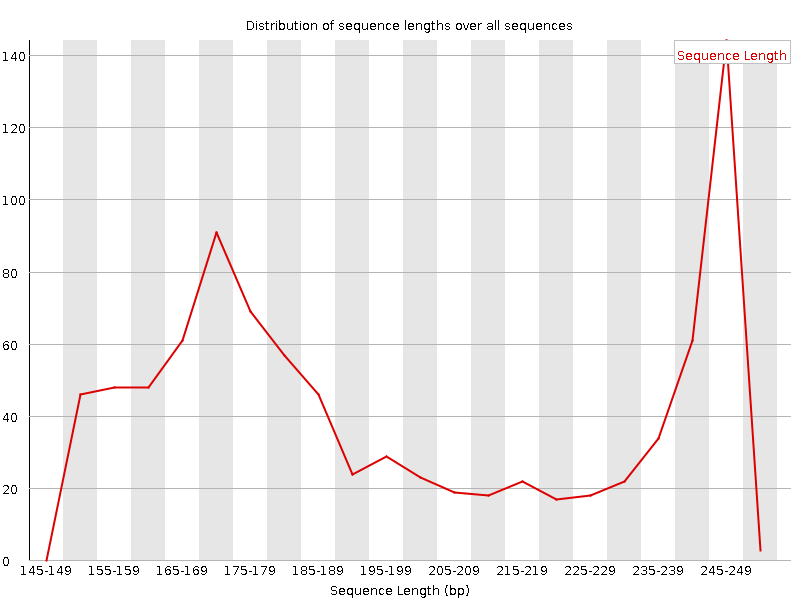 Distribution of sequence lengths over all sequences
Sequence Length
140
120
100
80
60
40
20
0
145-149 155-159 165-169 175-179 185-189 195-199 205-209 215-219 225-229 235-239 245-249
Sequence Length (bp)